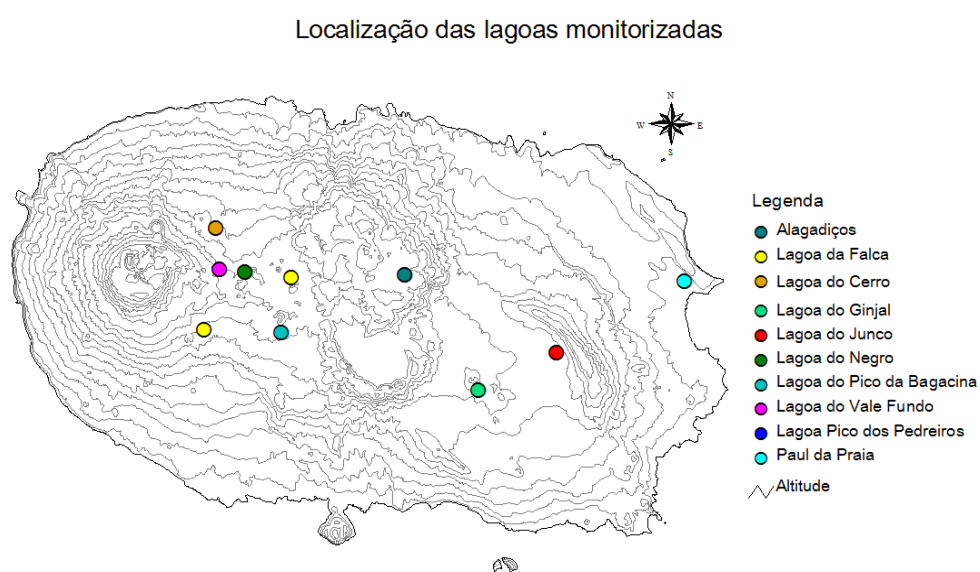 Localização das lagoas monitorizadas
N
W E
S
Legenda
Alagadiços
Lagoa da Falca
Lagoa do Cerro
Lagoa do Ginjal
Lagoa do Junco
Lagoa do Negro
Lagoa do Pico da Bagacina
Lagoa do Vale Fundo
Lagoa Pico dos Pedreiros
Paul da Praia
Altitude